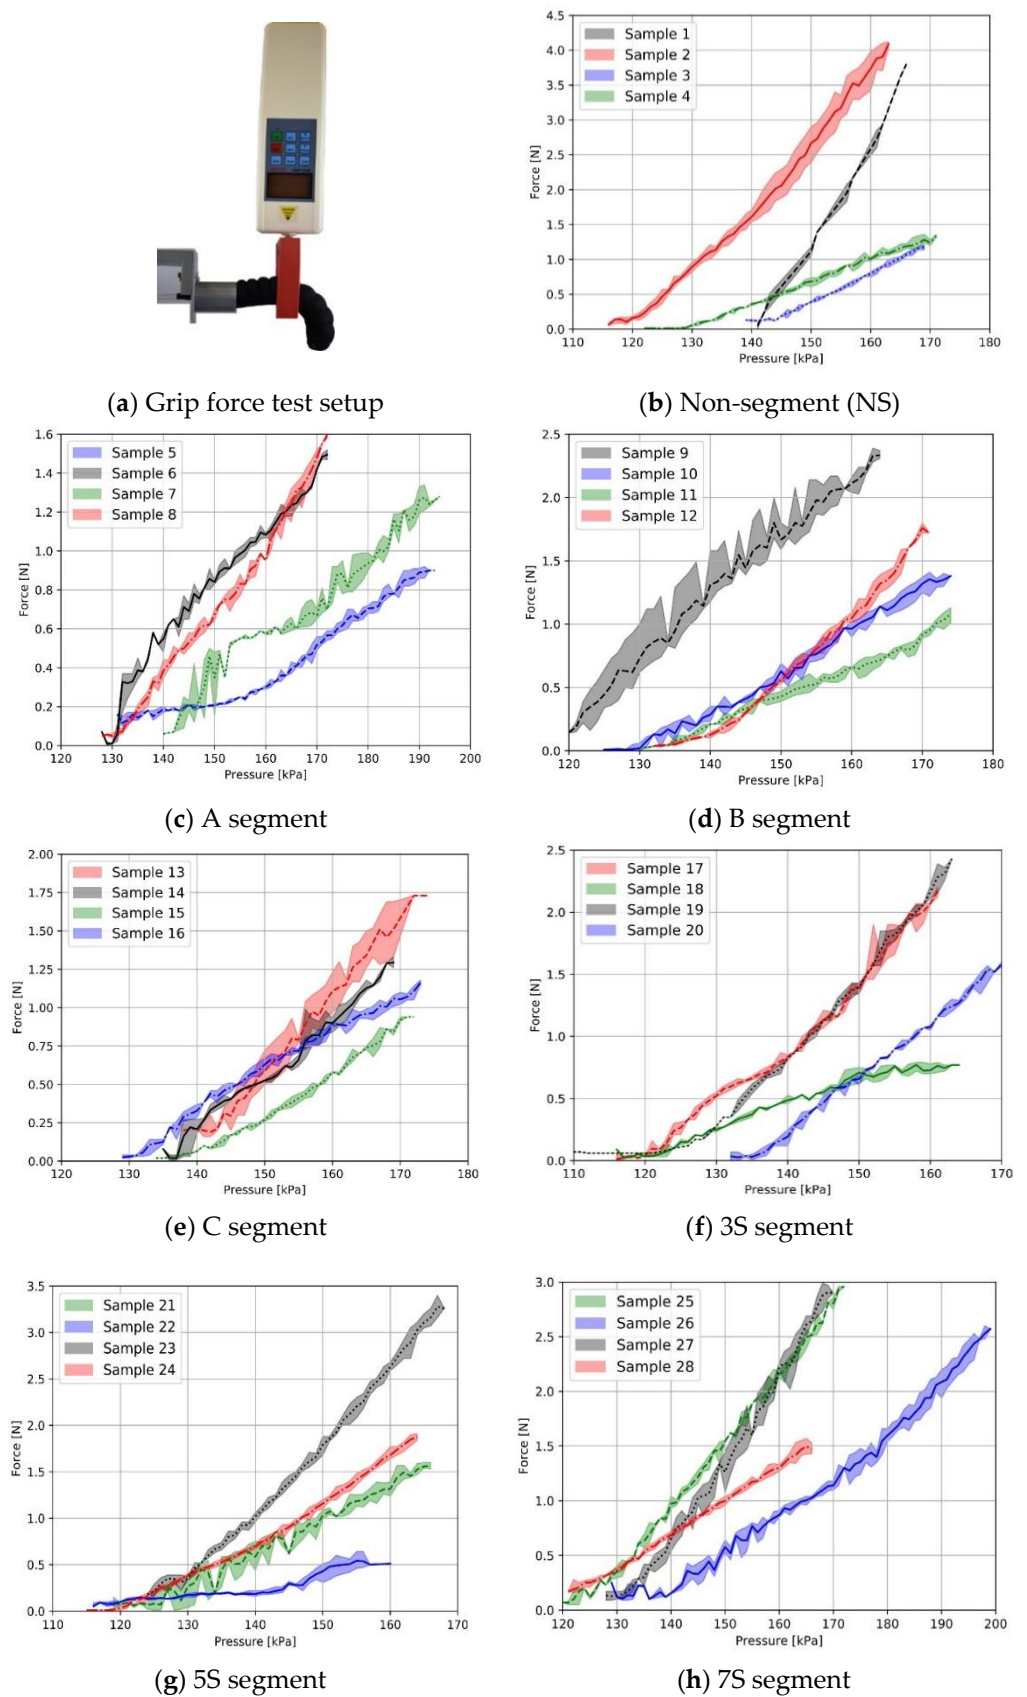 (a) Grip force test setup
4.5
4.0
3.5
3.0
2.5
2.0
1.5
1.0
0.5
0.0
Force [N]
Sample 1
Sample 2
Sample 3
Sample 4
110 120 130 140 150 160 170 180
Pressure [kPa]
(b) Non-segment (NS)
1.6
1.4
1.2
1.0
0.8
0.6
0.4
0.2
0.0
Force [N]
Sample 5
Sample 6
Sample 7
Sample 8
120 130 140 150 160 170 180 190 200
Pressure [kPa]
(c) A segment
2.5
2.0
1.5
1.0
0.5
0.0
Force [N]
Sample 9
Sample 10
Sample 11
Sample 12
120 130 140 150 160 170 180
Pressure [kPa]
(d) B segment
2.00
1.75
1.50
1.25
1.00
0.75
0.50
0.25
0.00
Force [N]
Sample 13
Sample 14
Sample 15
Sample 16
120 130 140 150 160 170 180
Pressure [kPa]
(e) C segment
2.5
2.0
1.5
1.0
0.5
0.0
Force [N]
Sample 17
Sample 18
Sample 19
Sample 20
110 120 130 140 150 160 170
Pressure [kPa]
(f) 3S segment
3.5
3.0
2.5
2.0
1.5
1.0
0.5
0.0
Force [N]
Sample 21
Sample 22
Sample 23
Sample 24
110 120 130 140 150 160 170
Pressure [kPa]
(g) 5S segment
3.0
2.5
2.0
1.5
1.0
0.5
0.0
Force [N]
Sample 25
Sample 26
Sample 27
Sample 28
120 130 140 150 160 170 180 190 200
Pressure [kPa]
(h) 7S segment